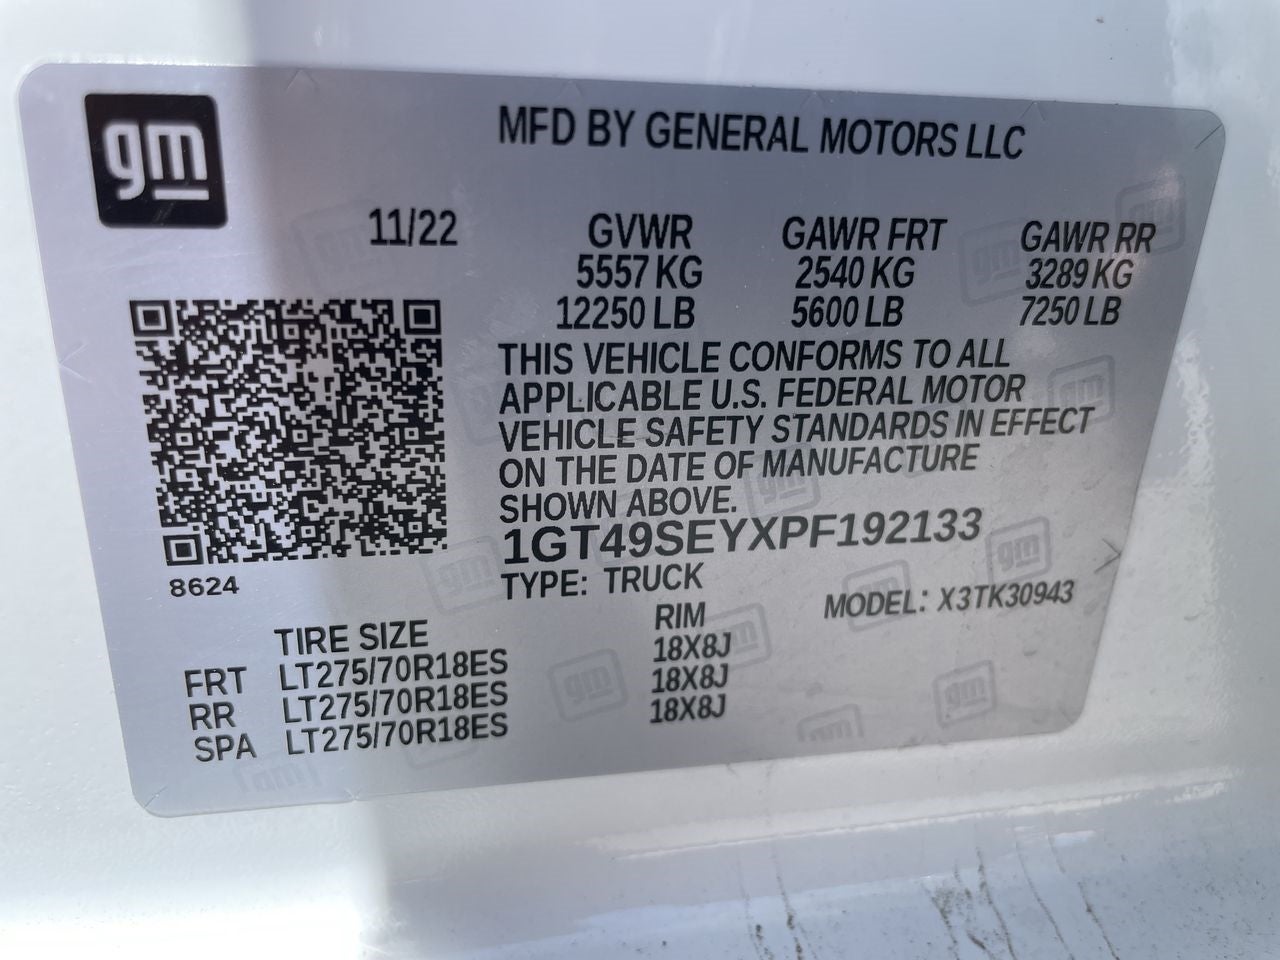 gm
MFD BY GENERAL MOTORS LLC
11/22
GVWR GAWR FRT GAWR RR
5557 KG 2540 KG 3289 KG
12250 LB 5600 LB 7250 LB
THIS VEHICLE CONFORMS TO ALL
APPLICABLE U.S. FEDERAL MOTOR
VEHICLE SAFETY STANDARDS IN EFFECT
ON THE DATE OF MANUFACTURE
SHOWN ABOVE.
1GT49SEYXPF192133
8624
TYPE: TRUCK
MODEL: X3TK30943
TIRE SIZE RIM
FRT LT275/70R18ES 18X8J
RR LT275/70R18ES 18X8J
SPA LT275/70R18ES 18X8J